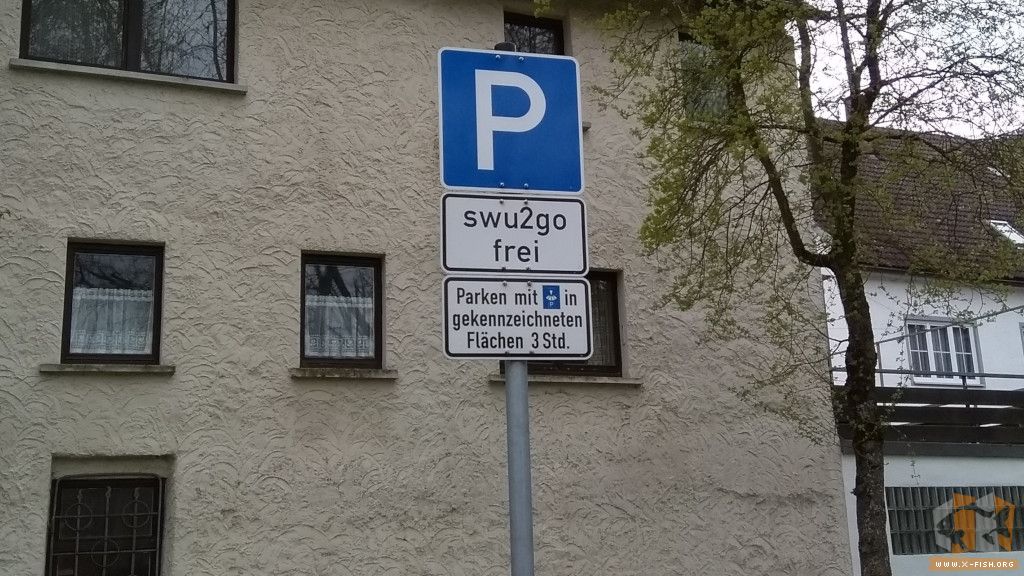 P
swu2go
frei
Parken mit P in
gekennzeichneten
Flächen 3 Std.
WWW.X-FISH.ORG